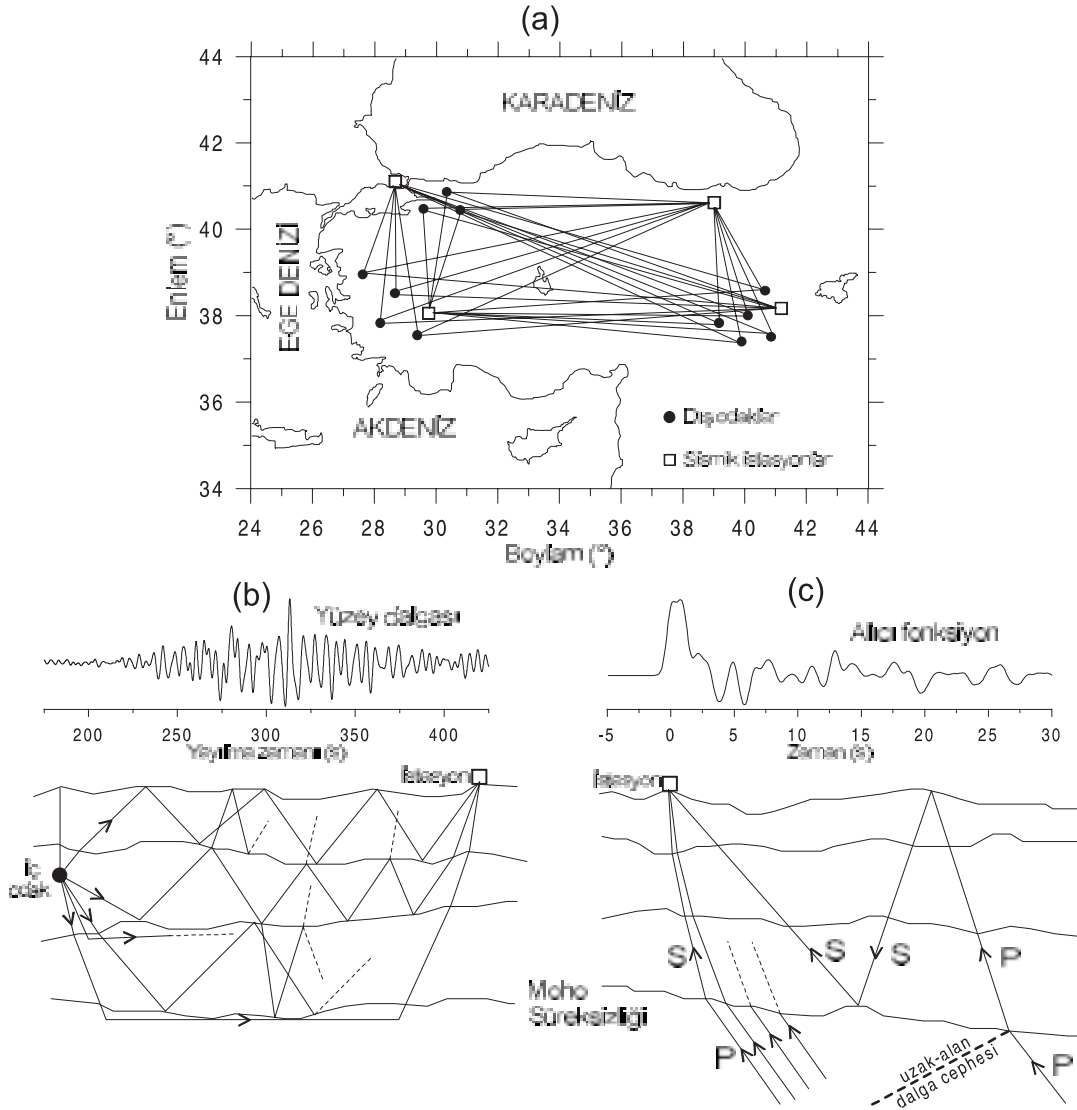 (a)
44
42
40
38
36
34
Enlem (°)
KARADENİZ
EGE DENİZİ
AKDENİZ
Dış odaklar
Sismik istasyonlar
24 26 28 30 32 34 36 38 40 42 44
Boylam (°)
(b)
Yüzey dalgası
200 250 300 350 400
Yayılma zamanı (s)
İstasyon
İç
odak
(c)
Alıcı fonksiyon
-5 0 5 10 15 20 25 30
Zaman (s)
İstasyon
S S S P
Moho
Süreksizliği
P
uzak-alan
dalga cephesi
P